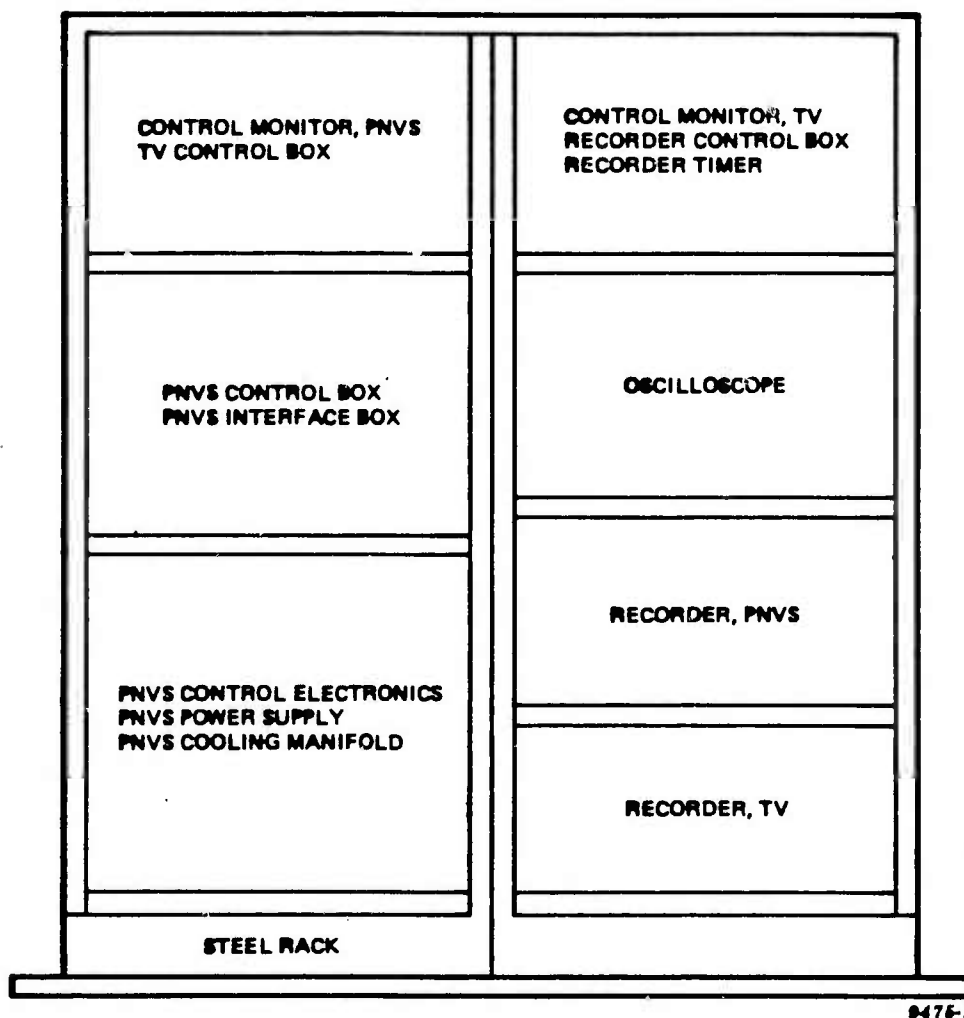 CONTROL MONITOR, PNVS
TV CONTROL BOX
CONTROL MONITOR, TV
RECORDER CONTROL BOX
RECORDER TIMER
PNVS CONTROL BOX
PNVS INTERFACE BOX
OSCILLOSCOPE
PNVS CONTROL ELECTRONICS
PNVS POWER SUPPLY
PNVS COOLING MANIFOLD
RECORDER, PNVS
RECORDER, TV
STEEL RACK